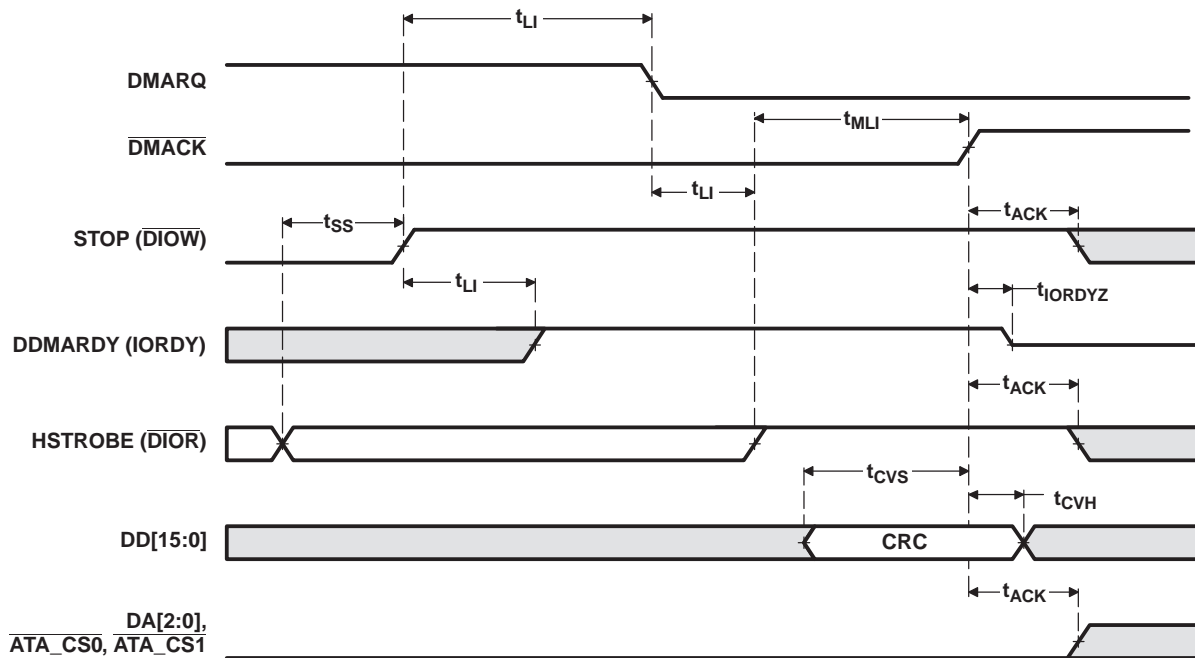 tLI
DMARQ
tMLI
DMACK
tLI
tSS
tACK
STOP (DIOW)
tLI
tIORDYZ
DDMARDY (IORDY)
tACK
HSTROBE (DIOR)
tCVS
tCVH
DD[15:0]
CRC
tACK
DA[2:0],
ATA_CS0, ATA_CS1